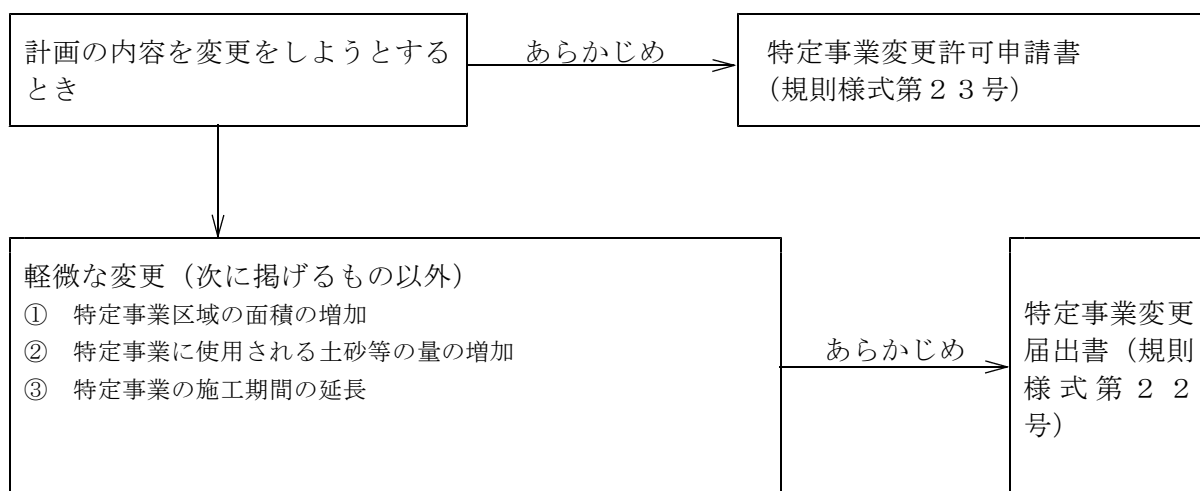 計画の内容を変更をしようとする
とき
あらかじめ
特定事業変更許可申請書
(規則様式第23号)
軽微な変更(次に掲げるもの以外)
① 特定事業区域の面積の増加
② 特定事業に使用される土砂等の量の増加
③ 特定事業の施工期間の延長
あらかじめ
特定事業変更
届出書(規則
様式第22
号)